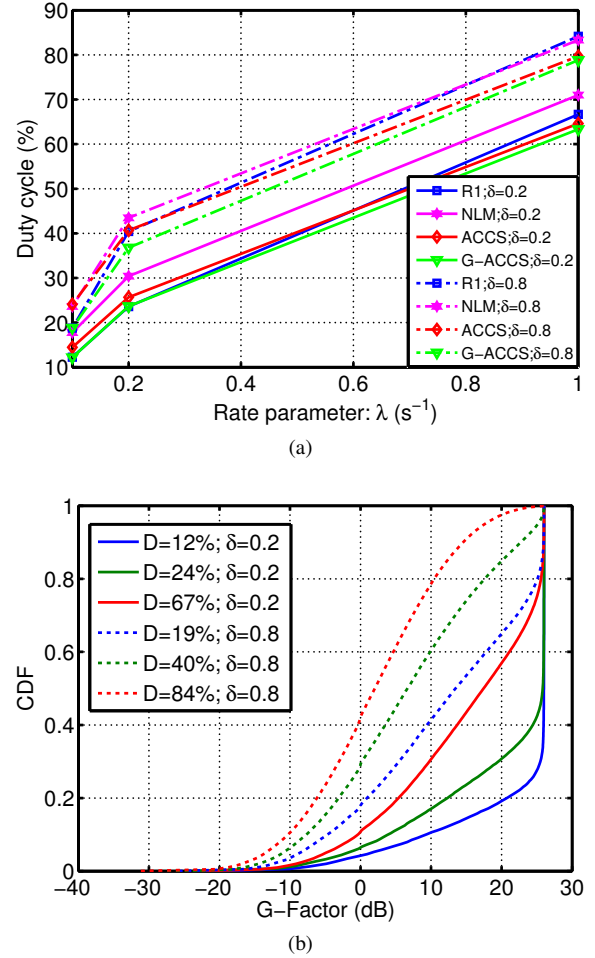 90
80
70
60
50
40
30
20
10
Duty cycle (%)
R1;δ=0.2
NLM;δ=0.2
ACCS;δ=0.2
G−ACCS;δ=0.2
R1;δ=0.8
NLM;δ=0.8
ACCS;δ=0.8
G−ACCS;δ=0.8
0.2 0.4 0.6 0.8 1
Rate parameter: λ (s⁻¹)
(a)
1
0.8
0.6
0.4
0.2
0
CDF
D=12%; δ=0.2
D=24%; δ=0.2
D=67%; δ=0.2
D=19%; δ=0.8
D=40%; δ=0.8
D=84%; δ=0.8
−40 −30 −20 −10 0 10 20 30
G−Factor (dB)
(b)